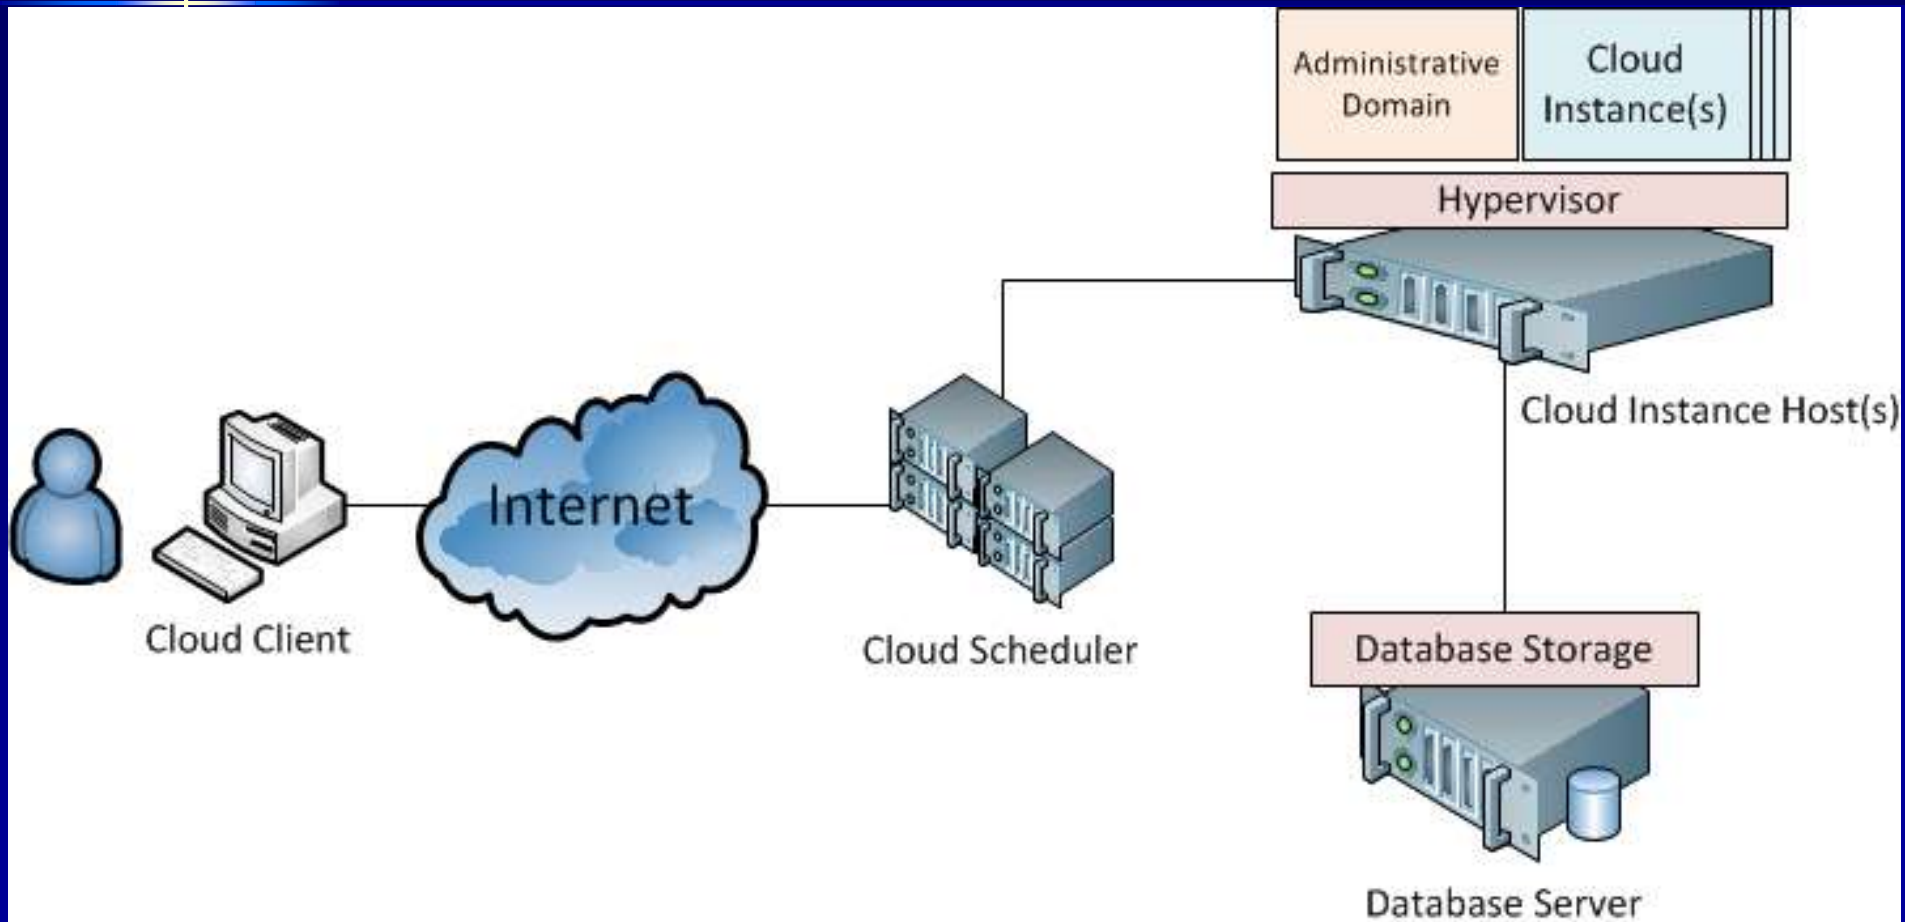 Administrative
Domain
Cloud
Instance(s)
Hypervisor
Cloud Instance Host(s)
Internet
Cloud Client
Cloud Scheduler
Database Storage
Database Server